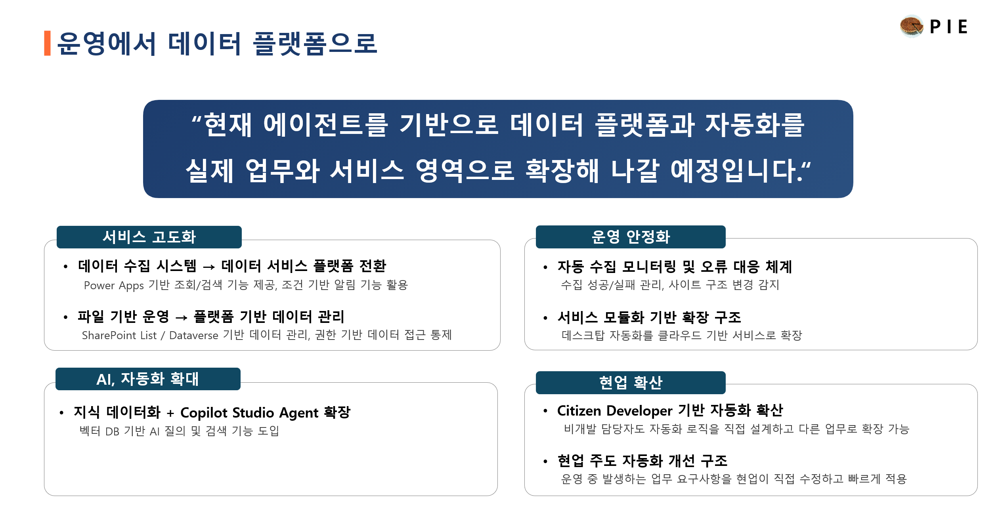 운영에서 데이터 플랫폼으로
PIE
“현재 에이전트를 기반으로 데이터 플랫폼과 자동화를
실제 업무와 서비스 영역으로 확장해 나갈 예정입니다.“
서비스 고도화
• 데이터 수집 시스템 → 데이터 서비스 플랫폼 전환
Power Apps 기반 조회/검색 기능 제공, 조건 기반 알림 기능 활용
• 파일 기반 운영 → 플랫폼 기반 데이터 관리
SharePoint List / Dataverse 기반 데이터 관리, 권한 기반 데이터 접근 통제
운영 안정화
• 자동 수집 모니터링 및 오류 대응 체계
수집 성공/실패 관리, 사이트 구조 변경 감지
• 서비스 모듈화 기반 확장 구조
데스크탑 자동화를 클라우드 기반 서비스로 확장
AI, 자동화 확대
• 지식 데이터화 + Copilot Studio Agent 확장
벡터 DB 기반 AI 질의 및 검색 기능 도입
현업 확산
• Citizen Developer 기반 자동화 확산
비개발 담당자도 자동화 로직을 직접 설계하고 다른 업무로 확장 가능
• 현업 주도 자동화 개선 구조
운영 중 발생하는 업무 요구사항을 현업이 직접 수정하고 빠르게 적용